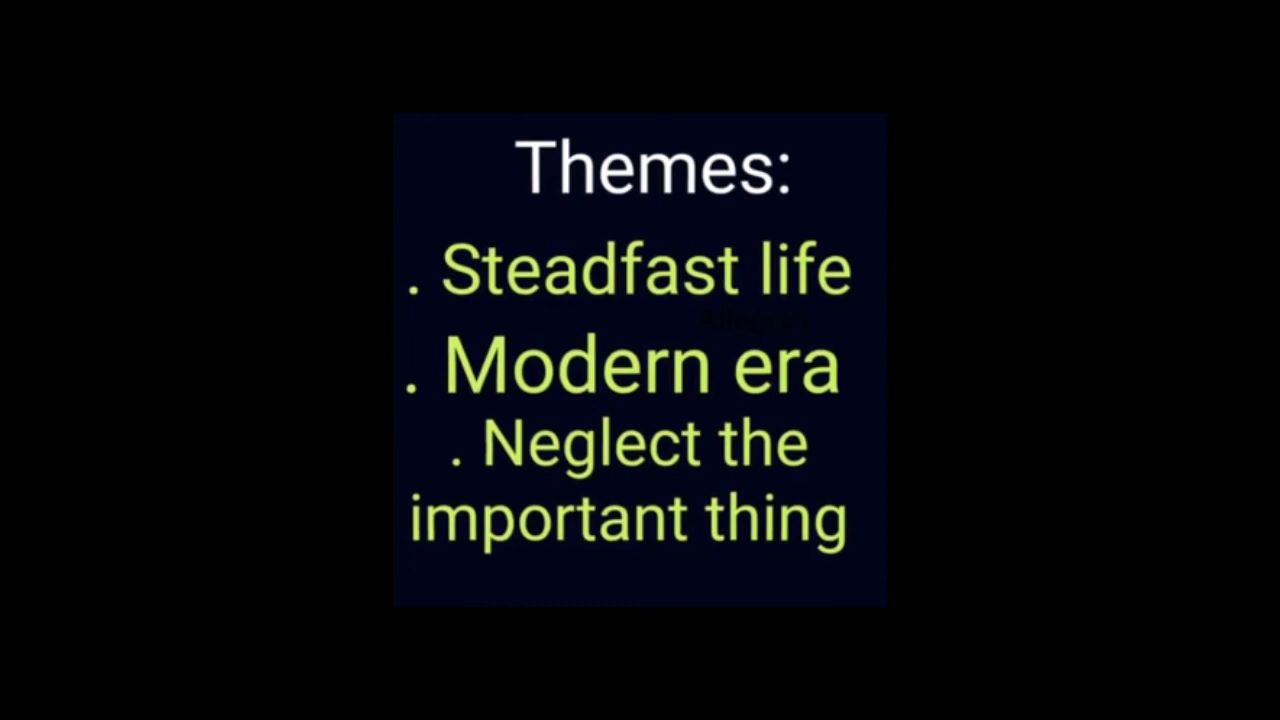 Themes:
. Steadfast life
. Modern era
. Neglect the
important thing